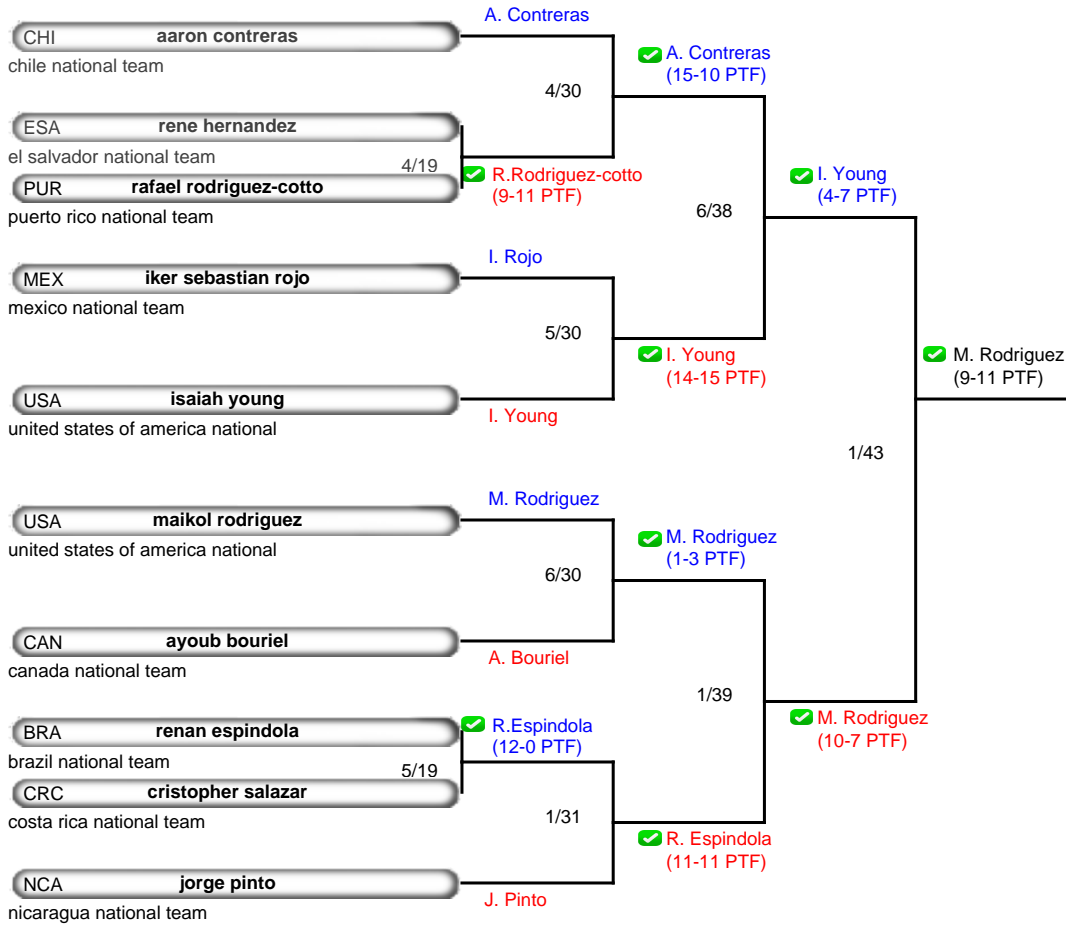 A. Contreras
CHI aaron contreras
chile national team
A. Contreras
(15-10 PTF)
4/30
ESA rene hernandez
el salvador national team
4/19
R.Rodriguez-cotto
(9-11 PTF)
PUR rafael rodriguez-cotto
puerto rico national team
I. Young
(4-7 PTF)
6/38
I. Rojo
MEX iker sebastian rojo
mexico national team
5/30
I. Young
(14-15 PTF)
M. Rodriguez
(9-11 PTF)
USA isaiah young
united states of america national
I. Young
1/43
M. Rodriguez
USA maikol rodriguez
united states of america national
M. Rodriguez
(1-3 PTF)
6/30
CAN ayoub bouriel
canada national team
A. Bouriel
1/39
M. Rodriguez
(10-7 PTF)
BRA renan espindola
brazil national team
R.Espindola
(12-0 PTF)
5/19
CRC cristopher salazar
costa rica national team
1/31
R. Espindola
(11-11 PTF)
NCA jorge pinto
nicaragua national team
J. Pinto